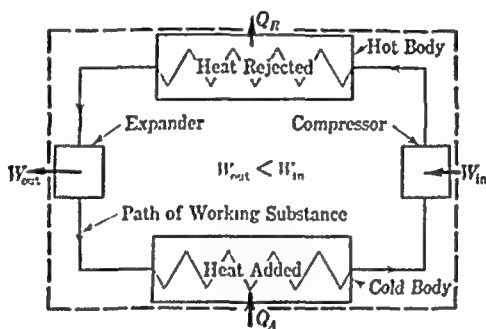 Q_R
Hot Body
Heat Rejected
Expander
Compressor
W_out
W_out < W_in
W_in
Path of Working Substance
Heat Added
Cold Body
Q_A